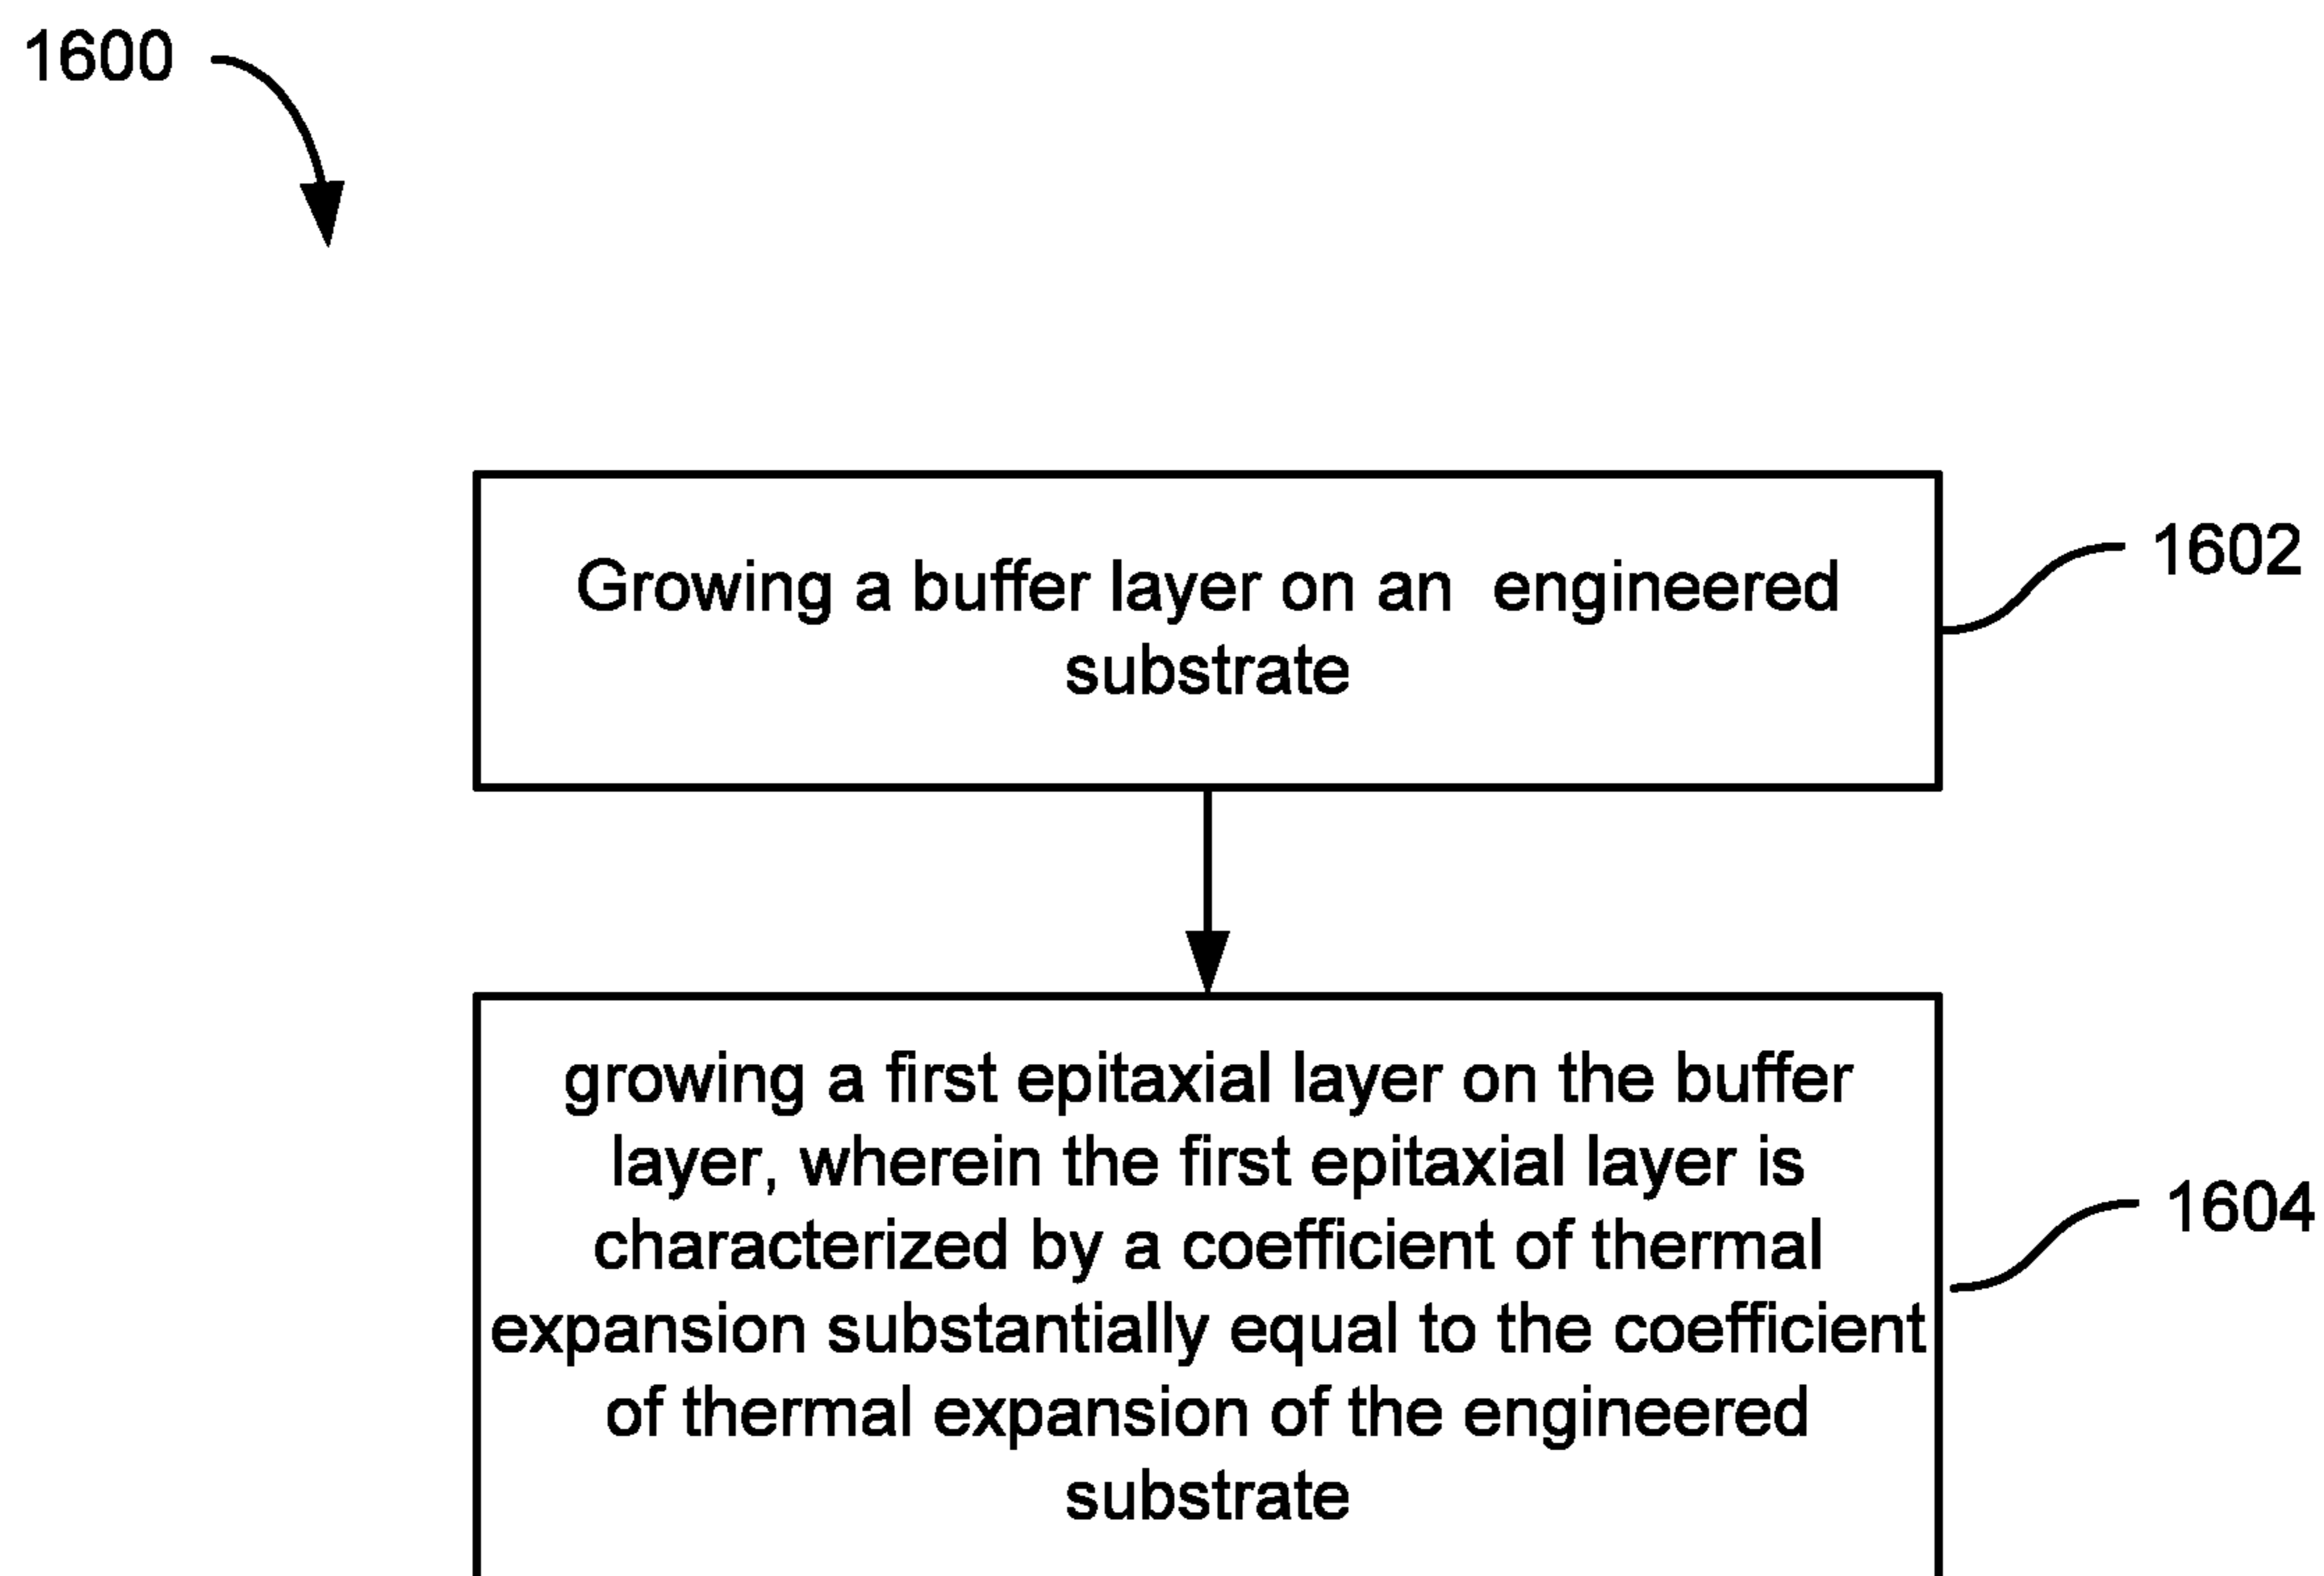 1600
Growing a buffer layer on an engineered
substrate
1602
growing a first epitaxial layer on the buffer
layer, wherein the first epitaxial layer is
characterized by a coefficient of thermal
expansion substantially equal to the coefficient
of thermal expansion of the engineered
substrate
1604